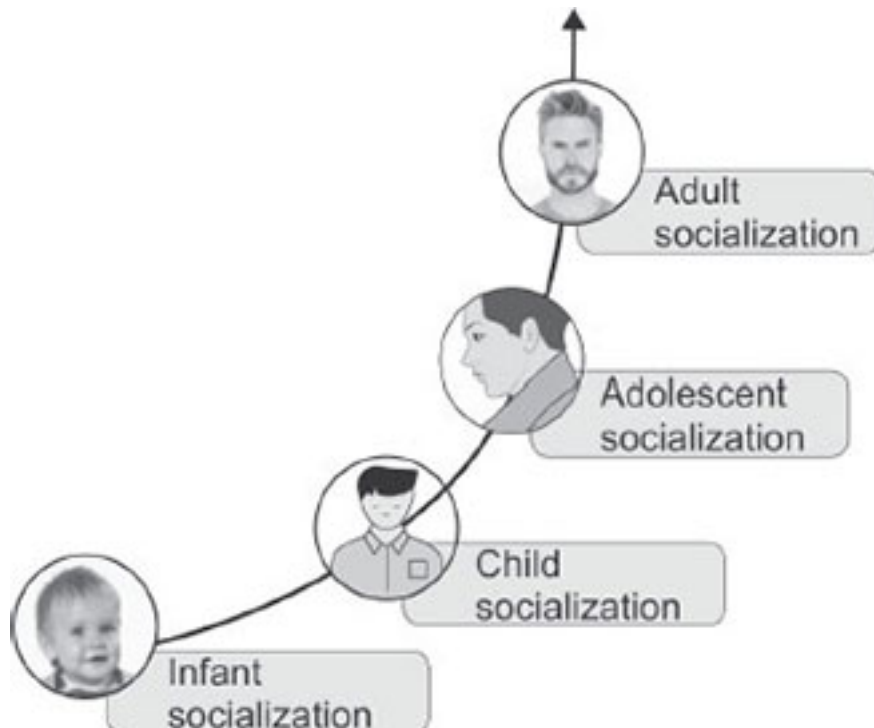 Adult
socialization
Adolescent
socialization
Child
socialization
Infant
socialization